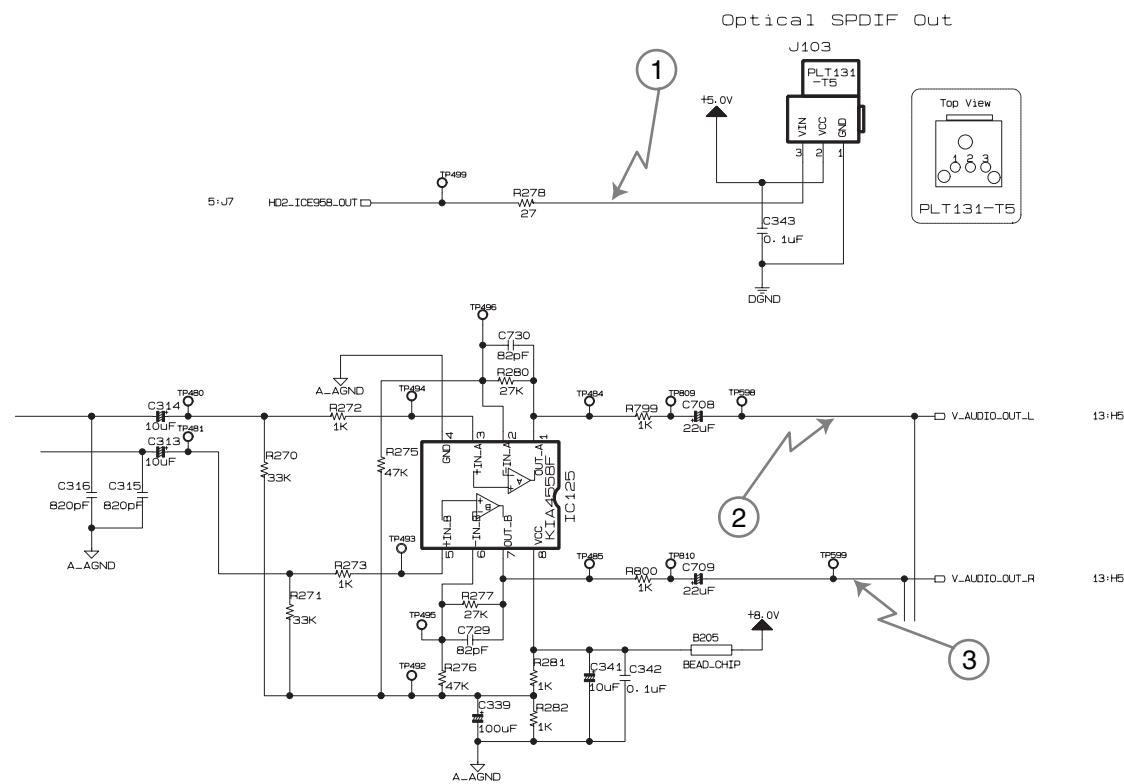 Optical SPDIF Out
J103
1
PLT131
-T5
+5.0V
VIN
VCC
GND
3
2
1
Top View
1 2 3
PLT131-T5
TP499
5:J7
HD2_ICE958_OUT
R278
27
C343
0.1uF
DGND
TP496
C730
82pF
R280
27K
A_AGND
TP480
C314
10uF
TP481
C313
10uF
R272
1K
TP494
TP484
R799
1K
TP809
C708
22uF
TP598
V_AUDIO_OUT_L
13:H5
GND
4
+IN_A
3
-IN_A
2
OUT_A
1
A
R270
33K
R275
47K
KIA4558F
IC125
C316
820pF
C315
820pF
A_AGND
B
+IN_B
5
-IN_B
6
OUT_B
7
VCC
8
2
TP493
R273
1K
TP485
R800
1K
TP810
C709
22uF
TP599
V_AUDIO_OUT_R
13:H5
R271
33K
R277
27K
TP495
C729
82pF
+8.0V
B205
BEAD_CHIP
3
TP492
R276
47K
R281
1K
C341
10uF
C342
0.1uF
C339
100uF
R282
1K
A_AGND